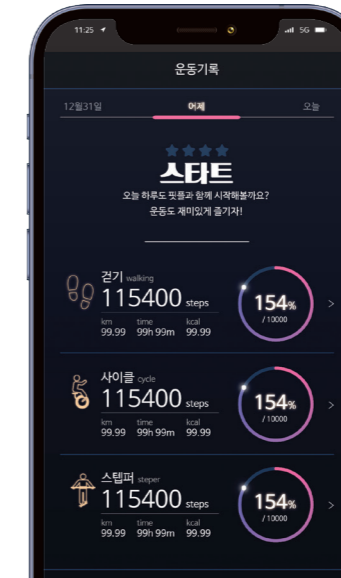 11:25
5G
운동기록
12월31일 어제 오늘
스타트
오늘 하루도 핏플과 함께 시작해볼까요?
운동도 재미있게 즐기자!
걷기 walking
115400 steps
km time kcal
99.99 99h 99m 99.99
154%
/ 10000
사이클 cycle
115400 steps
km time kcal
99.99 99h 99m 99.99
154%
/ 10000
스텝퍼 steper
115400 steps
km time kcal
99.99 99h 99m 99.99
154%
/ 10000